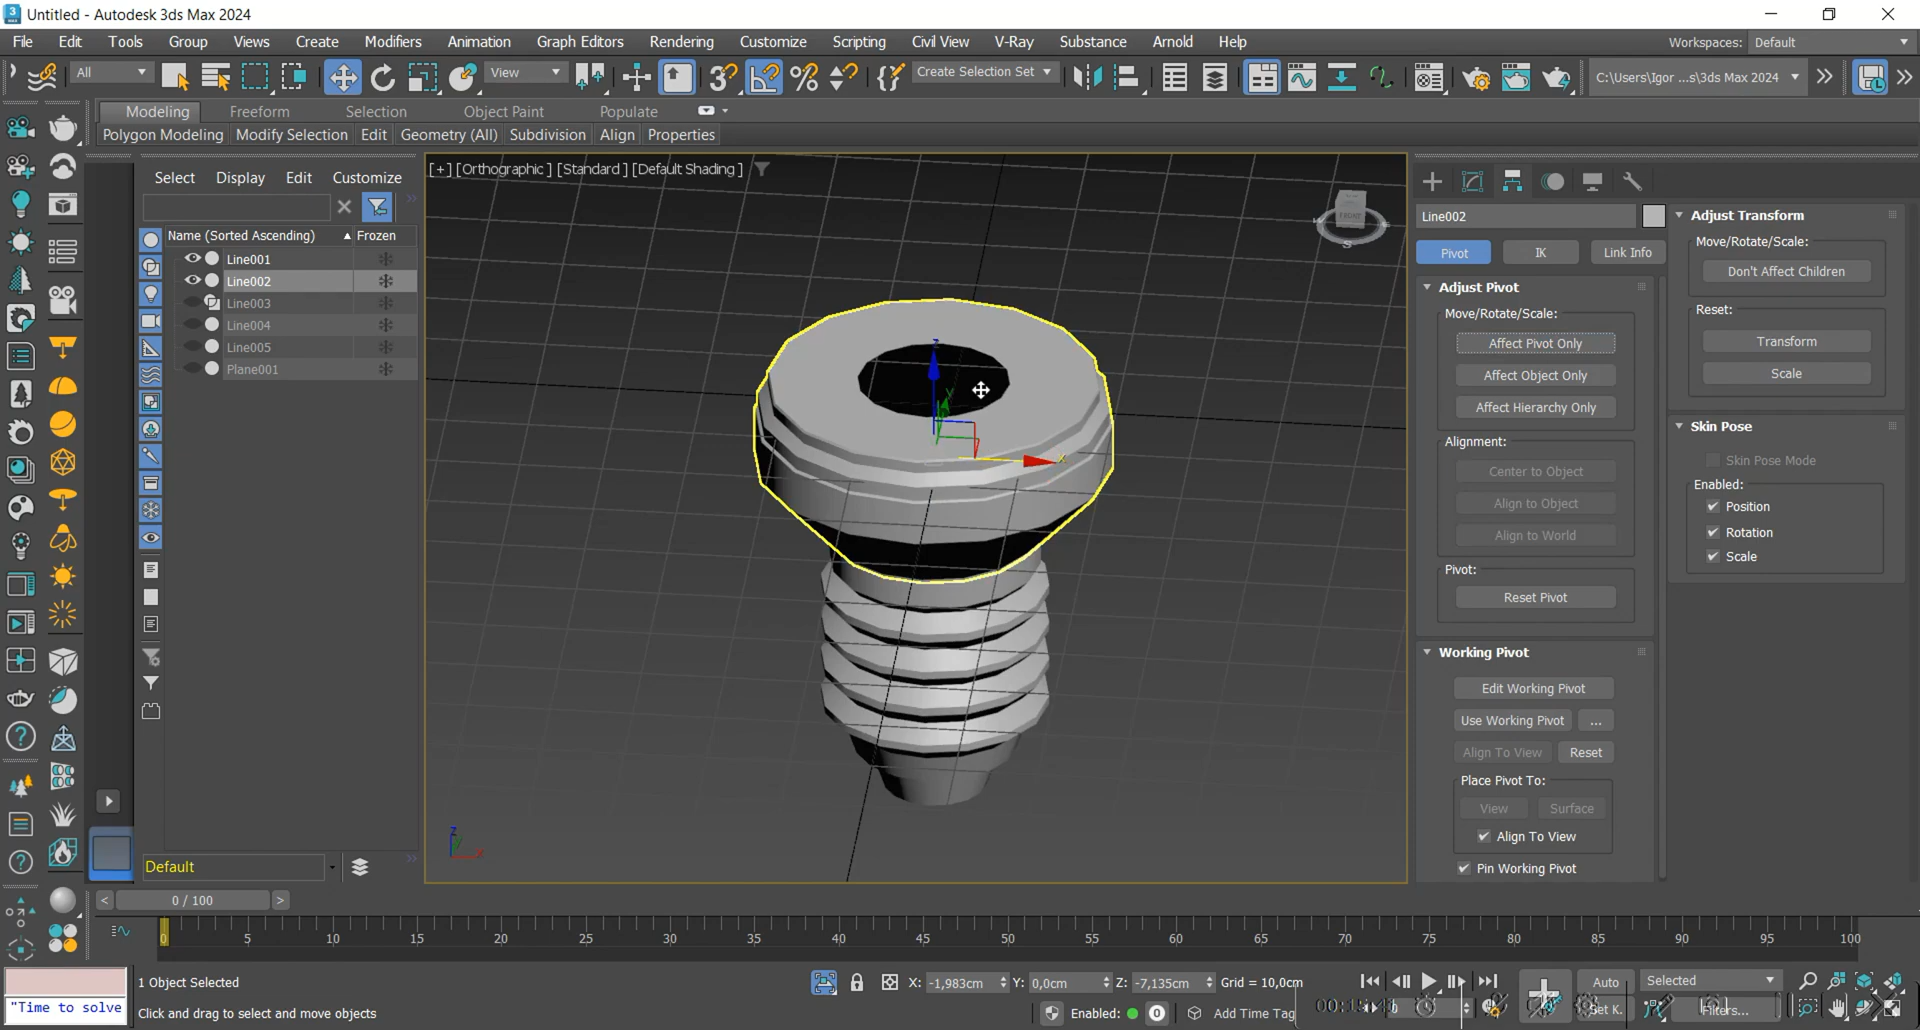 Untitled - Autodesk 3ds Max 2024
File Edit Tools Group Views Create Modifiers Animation Graph Editors Rendering Customize Scripting Civil View V-Ray Substance Arnold Help Workspaces: Default
All View Create Selection Set C:\Users\Igor ...s\3ds Max 2024
Modeling Freeform Selection Object Paint Populate
Polygon Modeling Modify Selection Edit Geometry (All) Subdivision Align Properties
Select Display Edit Customize
Name (Sorted Ascending) Frozen
Line001
Line002
Line003
Line004
Line005
Plane001
Default
[+] [Orthographic ] [Standard ] [Default Shading ]
FRONT
S
z
y
x
z
y
x
Line002
Pivot IK Link Info
Adjust Pivot
Move/Rotate/Scale:
Affect Pivot Only
Affect Object Only
Affect Hierarchy Only
Alignment:
Center to Object
Align to Object
Align to World
Pivot:
Reset Pivot
Working Pivot
Edit Working Pivot
Use Working Pivot ...
Align To View Reset
Place Pivot To:
View Surface
Align To View
Pin Working Pivot
Adjust Transform
Move/Rotate/Scale:
Don't Affect Children
Reset:
Transform
Scale
Skin Pose
Skin Pose Mode
Enabled:
Position
Rotation
Scale
< 0 / 100 >
0 5 10 15 20 25 30 35 40 45 50 55 60 65 70 75 80 85 90 95 100
"Time to solve
1 Object Selected
Click and drag to select and move objects
X: -1,983cm Y: 0,0cm Z: -7,135cm Grid = 10,0cm
Enabled: 0 Add Time Tag
Auto Selected
Filters...